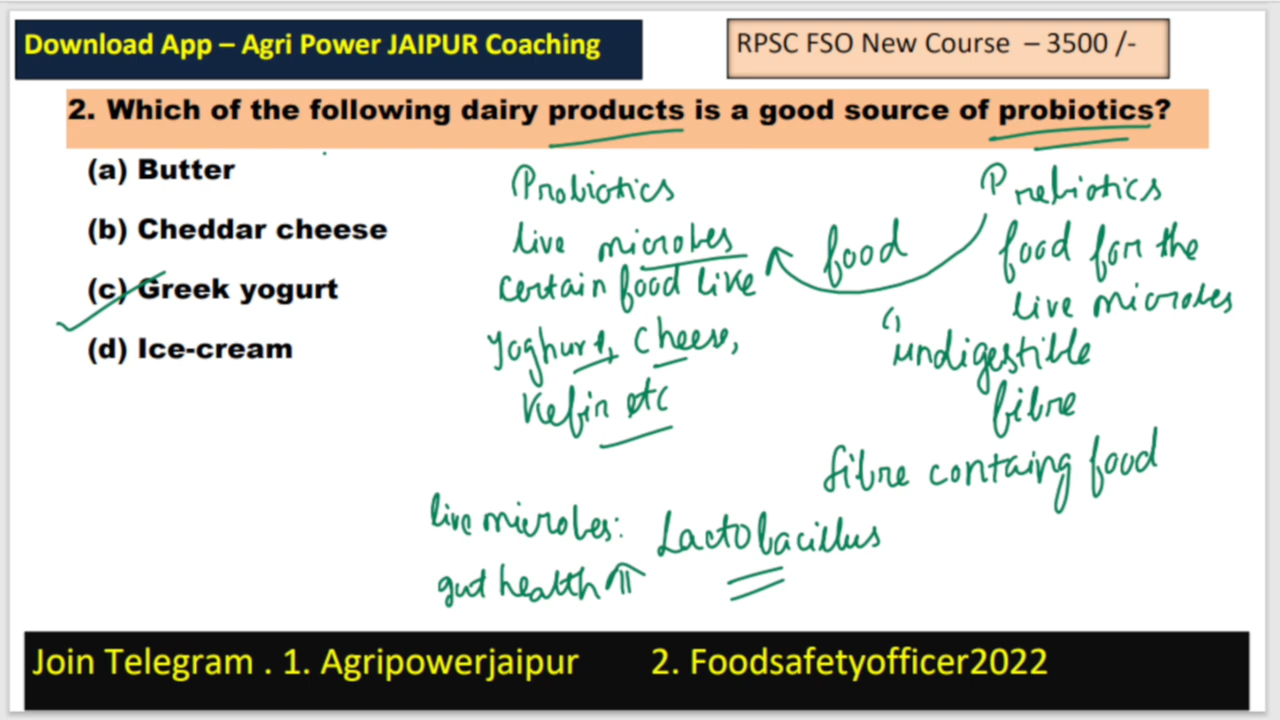 Download App – Agri Power JAIPUR Coaching
RPSC FSO New Course – 3500 /-
2. Which of the following dairy products is a good source of probiotics?
(a) Butter
(b) Cheddar cheese
(c) Greek yogurt
(d) Ice-cream
Probiotics
live microbes
certain food like
Yoghurt, cheese,
Kefir etc
food
Prebiotics
food for the
live microbes
undigestible
fibre
fibre containg food
live microbes: Lactobacillus
gut health ⇑
Join Telegram . 1. Agripowerjaipur 2. Foodsafetyofficer2022